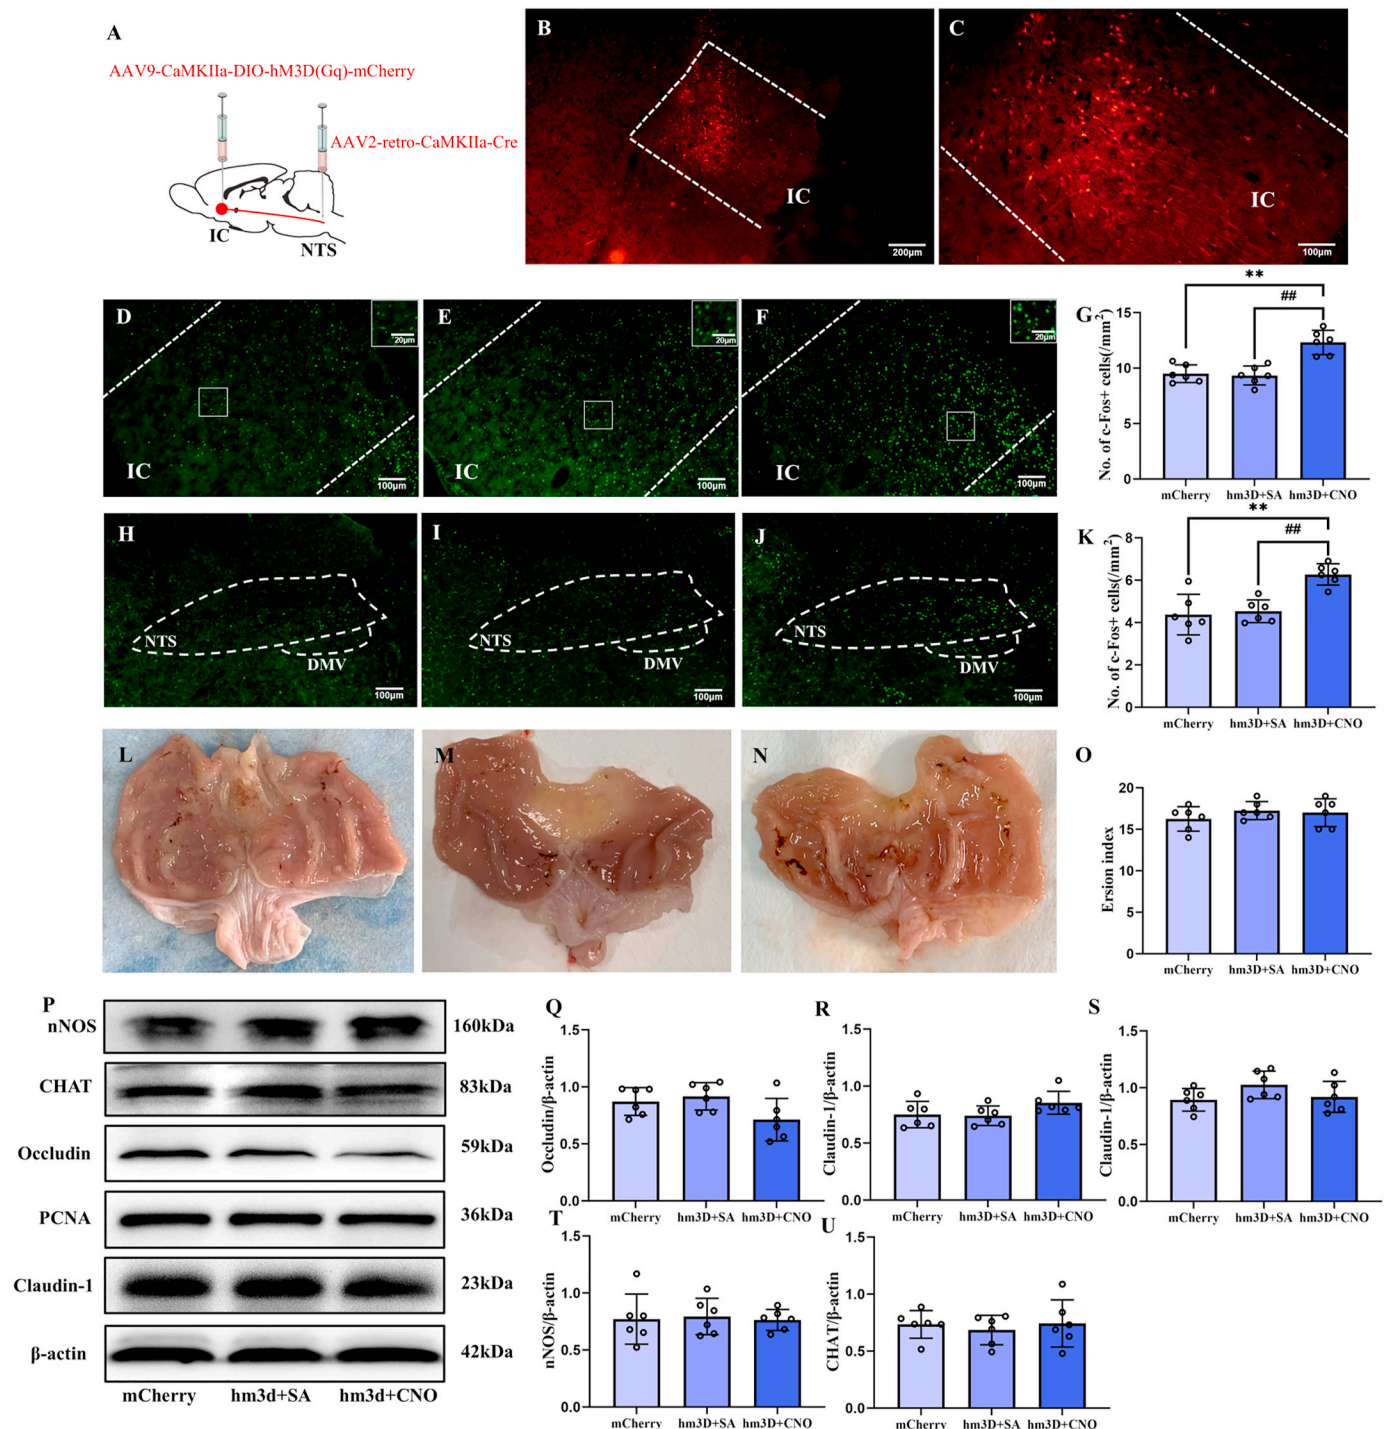 A
AAV9-CaMKIIa-DIO-hM3D(Gq)-mCherry
AAV2-retro-CaMKIIa-Cre
IC
NTS
B
IC
200μm
C
IC
100μm
D
20μm
IC
100μm
E
20μm
IC
100μm
F
20μm
IC
100μm
G
**
##
No. of c-Fos+ cells(/mm²)
15
10
5
0
mCherry
hm3D+SA
hm3D+CNO
H
NTS
DMV
100μm
I
NTS
DMV
100μm
J
NTS
DMV
100μm
K
**
##
No. of c-Fos+ cells(/mm²)
8
6
4
2
0
mCherry
hm3D+SA
hm3D+CNO
L
M
N
O
Ersion index
20
15
10
5
0
mCherry
hm3D+SA
hm3D+CNO
P
nNOS
160kDa
CHAT
83kDa
Occludin
59kDa
PCNA
36kDa
Claudin-1
23kDa
β-actin
42kDa
mCherry
hm3d+SA
hm3d+CNO
Q
Occludin/β-actin
1.5
1.0
0.5
0.0
mCherry
hm3D+SA
hm3D+CNO
R
Claudin-1/β-actin
1.5
1.0
0.5
0.0
mCherry
hm3D+SA
hm3D+CNO
S
Claudin-1/β-actin
1.5
1.0
0.5
0.0
mCherry
hm3D+SA
hm3D+CNO
T
nNOS/β-actin
1.5
1.0
0.5
0.0
mCherry
hm3D+SA
hm3D+CNO
U
CHAT/β-actin
1.5
1.0
0.5
0.0
mCherry
hm3D+SA
hm3D+CNO